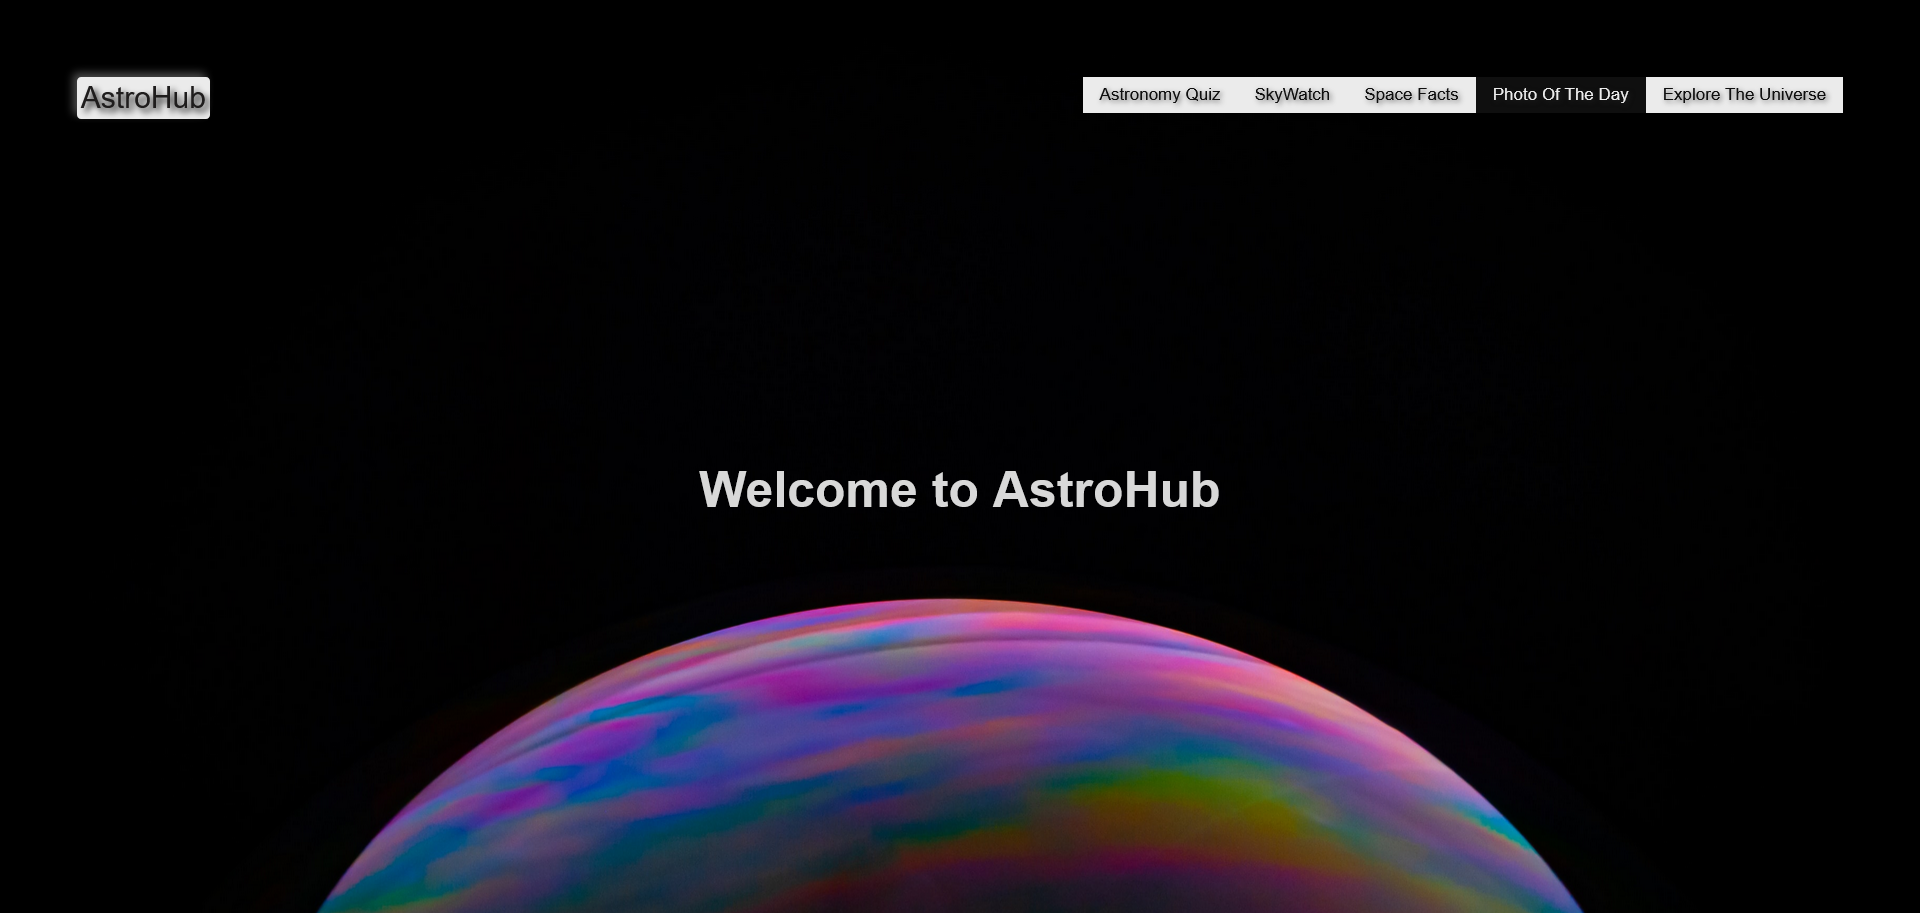 AstroHub
Astronomy Quiz SkyWatch Space Facts Photo Of The Day Explore The Universe
Welcome to AstroHub